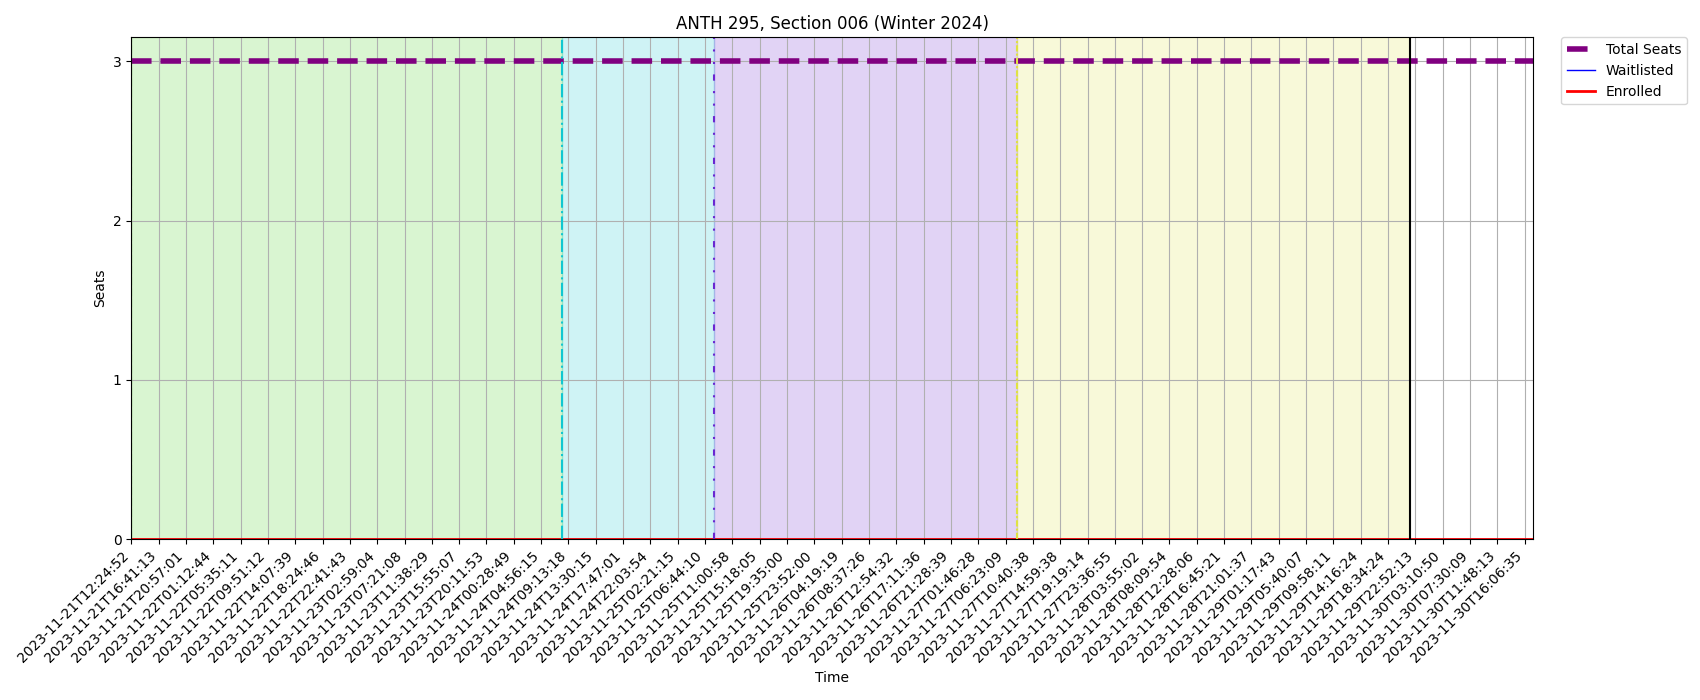 ANTH 295, Section 006 (Winter 2024)
Total Seats
Waitlisted
Enrolled
3
2
1
0
Seats
2023-11-21T12:24:52
2023-11-21T16:41:13
2023-11-21T20:57:01
2023-11-22T01:12:44
2023-11-22T05:35:11
2023-11-22T09:51:12
2023-11-22T14:07:39
2023-11-22T18:24:46
2023-11-22T22:41:43
2023-11-23T02:59:04
2023-11-23T07:21:08
2023-11-23T11:38:29
2023-11-23T15:55:07
2023-11-23T20:11:53
2023-11-24T00:28:49
2023-11-24T04:56:15
2023-11-24T09:13:18
2023-11-24T13:30:15
2023-11-24T17:47:01
2023-11-24T22:03:54
2023-11-25T02:21:15
2023-11-25T06:44:10
2023-11-25T11:00:58
2023-11-25T15:18:05
2023-11-25T19:35:00
2023-11-25T23:52:00
2023-11-26T04:19:19
2023-11-26T08:37:26
2023-11-26T12:54:32
2023-11-26T17:11:36
2023-11-26T21:28:39
2023-11-27T01:46:28
2023-11-27T06:23:09
2023-11-27T10:40:38
2023-11-27T14:59:38
2023-11-27T19:19:14
2023-11-27T23:36:55
2023-11-28T03:55:02
2023-11-28T08:09:54
2023-11-28T12:28:06
2023-11-28T16:45:21
2023-11-28T21:01:37
2023-11-29T01:17:43
2023-11-29T05:40:07
2023-11-29T09:58:11
2023-11-29T14:16:24
2023-11-29T18:34:24
2023-11-29T22:52:13
2023-11-30T03:10:50
2023-11-30T07:30:09
2023-11-30T11:48:13
2023-11-30T16:06:35
Time